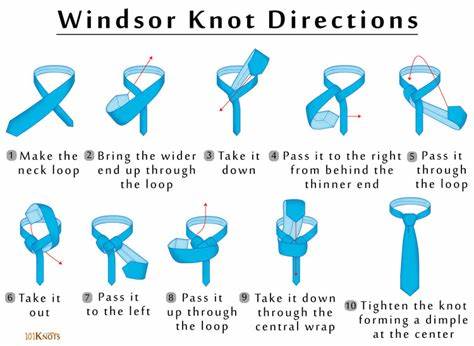 Windsor Knot Directions
1 Make the
neck loop
2 Bring the wider
end up through
the loop
3 Take it
down
4 Pass it to the right
from behind the
thinner end
5 Pass it
through
the loop
6 Take it
out
7 Pass it
to the left
8 Pass it
up through
the loop
9 Take it down
through the
central wrap
10 Tighten the knot
forming a dimple
at the center
101KNOTS